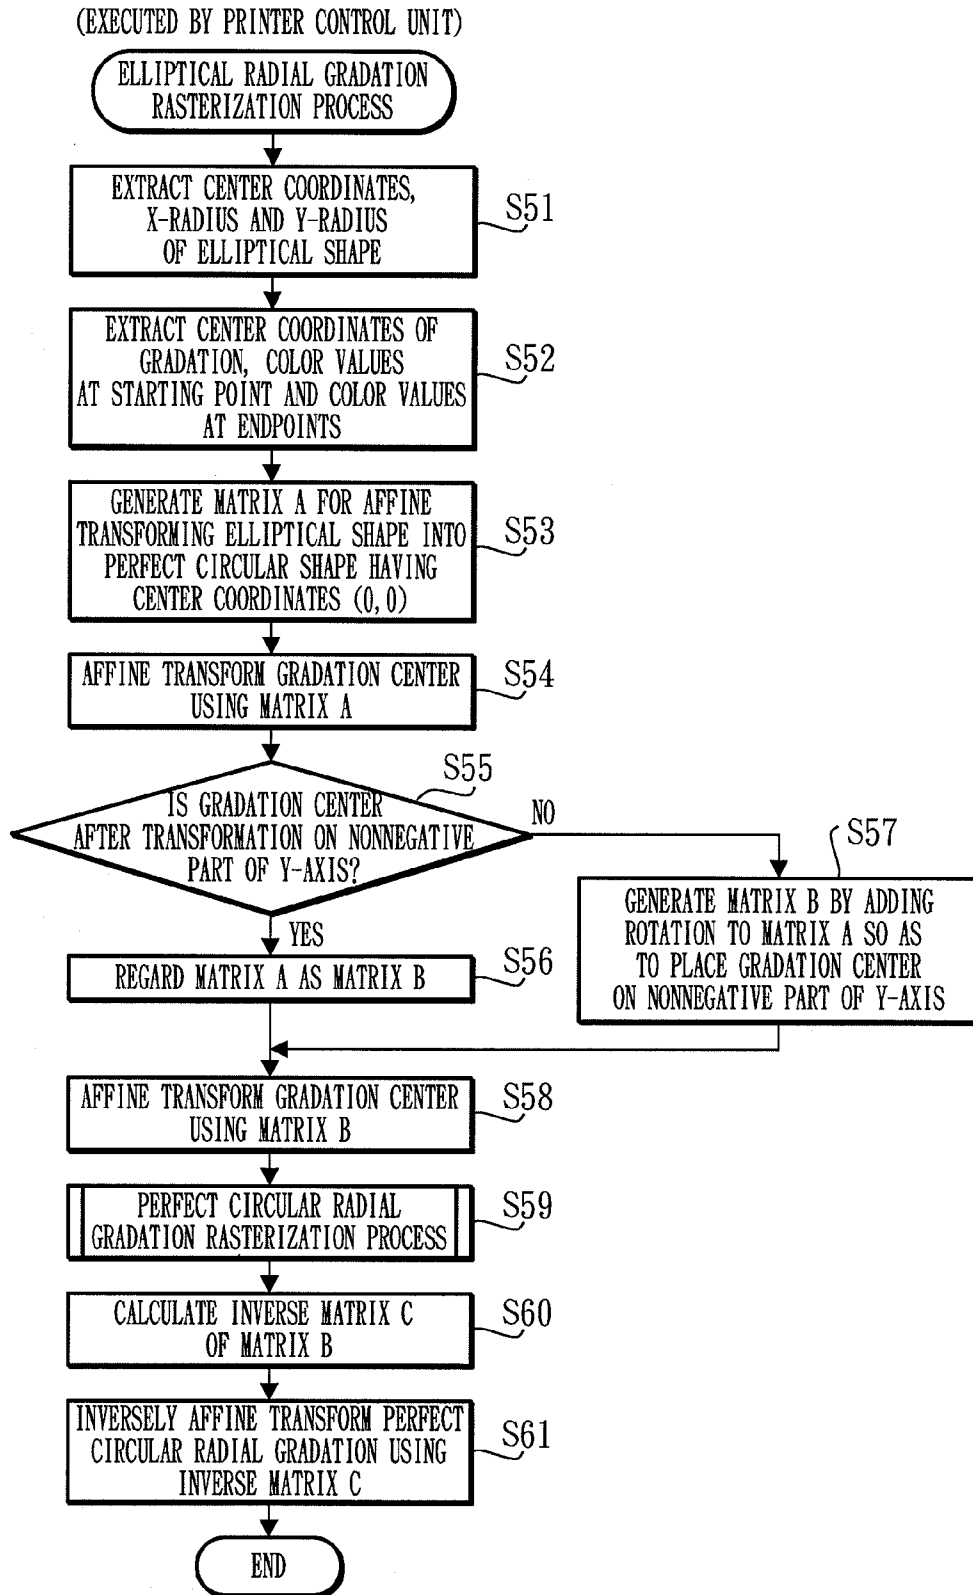 (EXECUTED BY PRINTER CONTROL UNIT)
ELLIPTICAL RADIAL GRADATION
RASTERIZATION PROCESS
EXTRACT CENTER COORDINATES,
X-RADIUS AND Y-RADIUS
OF ELLIPTICAL SHAPE
S51
EXTRACT CENTER COORDINATES OF
GRADATION, COLOR VALUES
AT STARTING POINT AND COLOR VALUES
AT ENDPOINTS
S52
GENERATE MATRIX A FOR AFFINE
TRANSFORMING ELLIPTICAL SHAPE INTO
PERFECT CIRCULAR SHAPE HAVING
CENTER COORDINATES (0,0)
S53
AFFINE TRANSFORM GRADATION CENTER
USING MATRIX A
S54
S55
IS GRADATION CENTER
AFTER TRANSFORMATION ON NONNEGATIVE
PART OF Y-AXIS?
NO
YES
S57
GENERATE MATRIX B BY ADDING
ROTATION TO MATRIX A SO AS
TO PLACE GRADATION CENTER
ON NONNEGATIVE PART OF Y-AXIS
REGARD MATRIX A AS MATRIX B
S56
AFFINE TRANSFORM GRADATION CENTER
USING MATRIX B
S58
PERFECT CIRCULAR RADIAL
GRADATION RASTERIZATION PROCESS
S59
CALCULATE INVERSE MATRIX C
OF MATRIX B
S60
INVERSELY AFFINE TRANSFORM PERFECT
CIRCULAR RADIAL GRADATION USING
INVERSE MATRIX C
S61
END